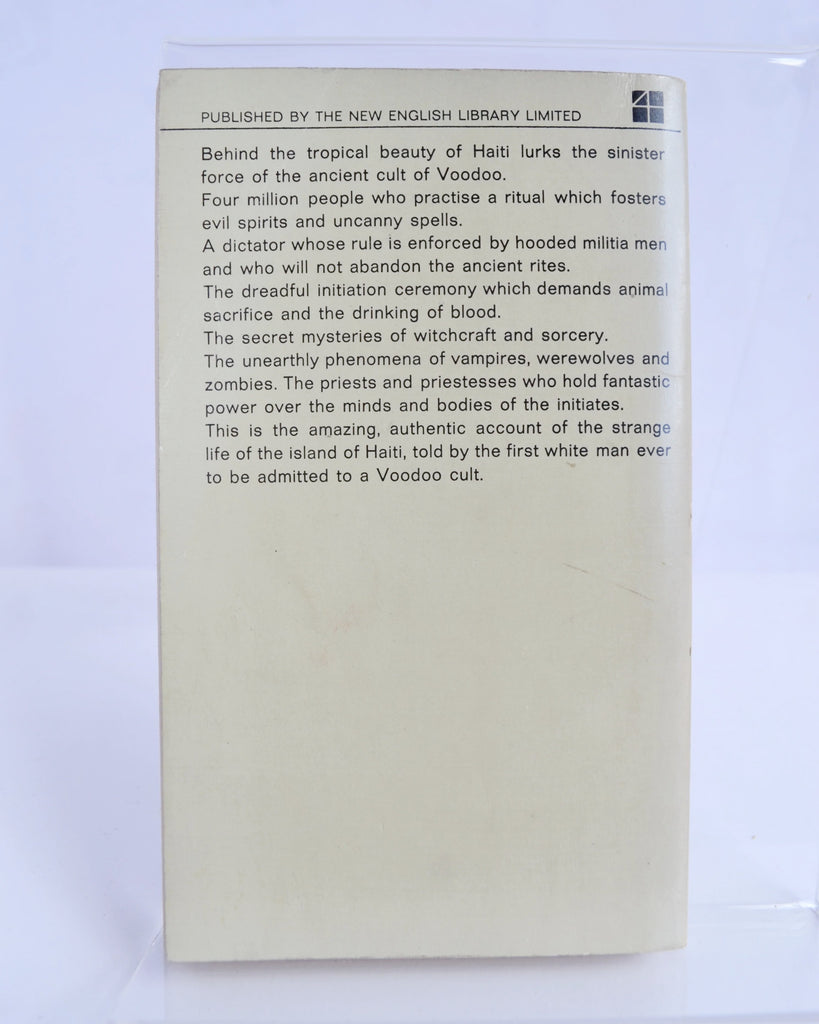 PUBLISHED BY THE NEW ENGLISH LIBRARY LIMITED
Behind the tropical beauty of Haiti lurks the sinister
force of the ancient cult of Voodoo.
Four million people who practise a ritual which fosters
evil spirits and uncanny spells.
A dictator whose rule is enforced by hooded militia men
and who will not abandon the ancient rites.
The dreadful initiation ceremony which demands animal
sacrifice and the drinking of blood.
The secret mysteries of witchcraft and sorcery.
The unearthly phenomena of vampires, werewolves and
zombies. The priests and priestesses who hold fantastic
power over the minds and bodies of the initiates.
This is the amazing, authentic account of the strange
life of the island of Haiti, told by the first white man ever
to be admitted to a Voodoo cult.